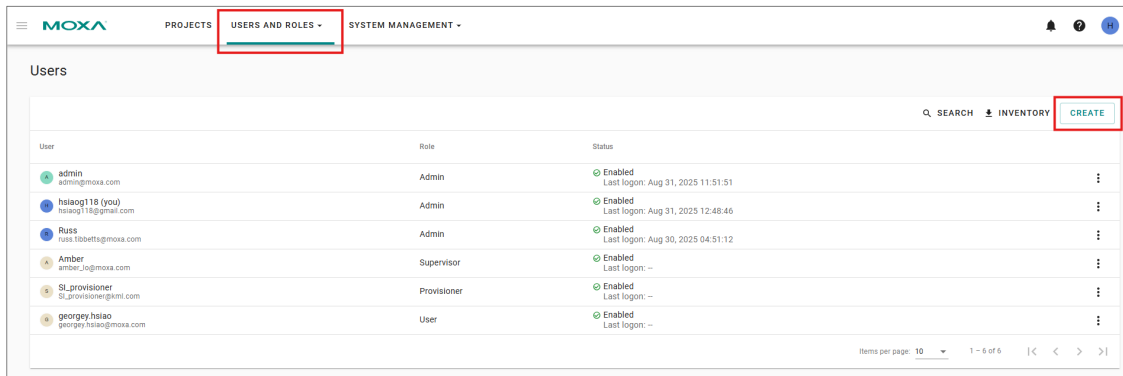 MOXA PROJECTS USERS AND ROLES SYSTEM MANAGEMENT H
Users
SEARCH INVENTORY CREATE
User Role Status
A admin Admin Enabled
admin@moxa.com Last logon: Aug 31, 2025 11:51:51
H hsiaog118 (you) Admin Enabled
hsiaog118@gmail.com Last logon: Aug 31, 2025 12:48:46
R Russ Admin Enabled
russ.tibbetts@moxa.com Last logon: Aug 30, 2025 04:51:12
A Amber Supervisor Enabled
amber_lo@moxa.com Last logon: --
S SI_provisioner Provisioner Enabled
SI_provisioner@kml.com Last logon: --
G georgey.hsiao User Enabled
georgey.hsiao@moxa.com Last logon: --
Items per page: 10 1 – 6 of 6